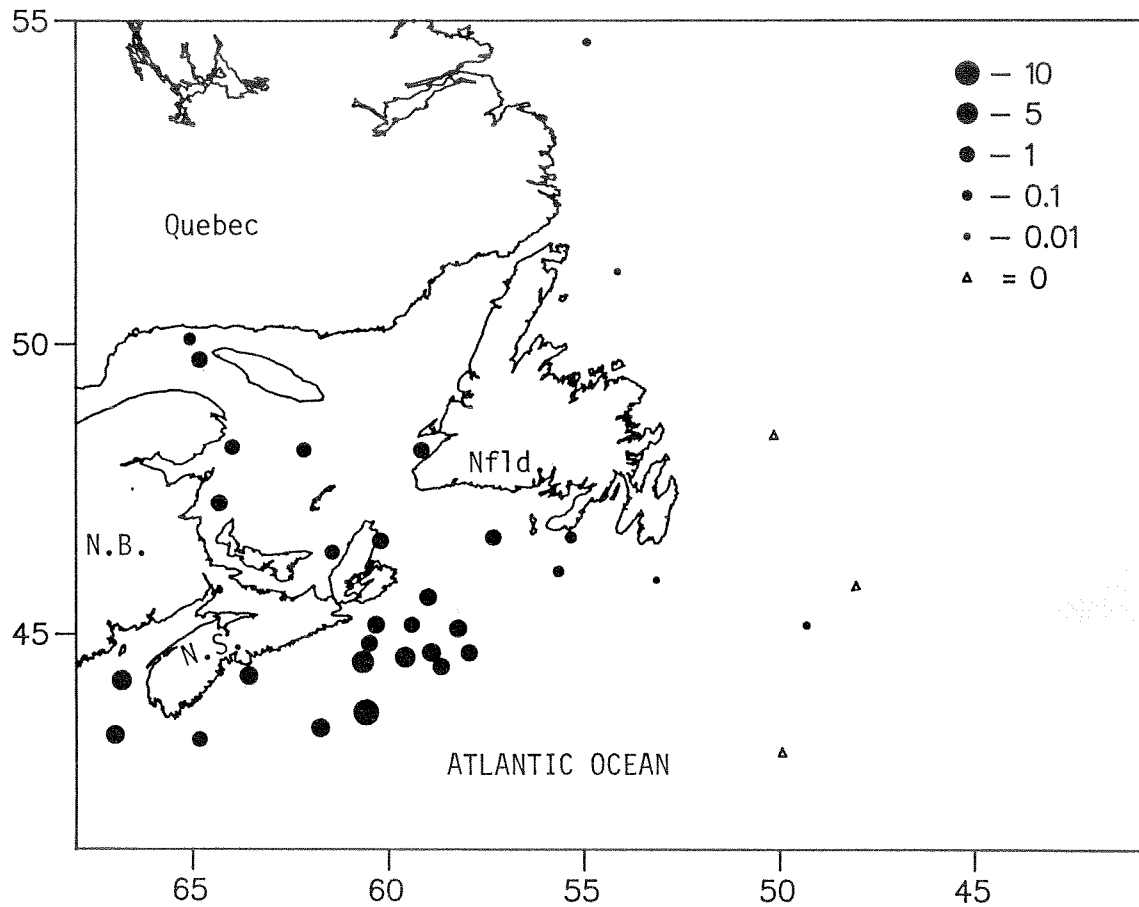 55
– 10
– 5
– 1
Quebec
– 0.1
– 0.01
= 0
50
Nfld
N.B.
45
N.S.
ATLANTIC OCEAN
65
60
55
50
45